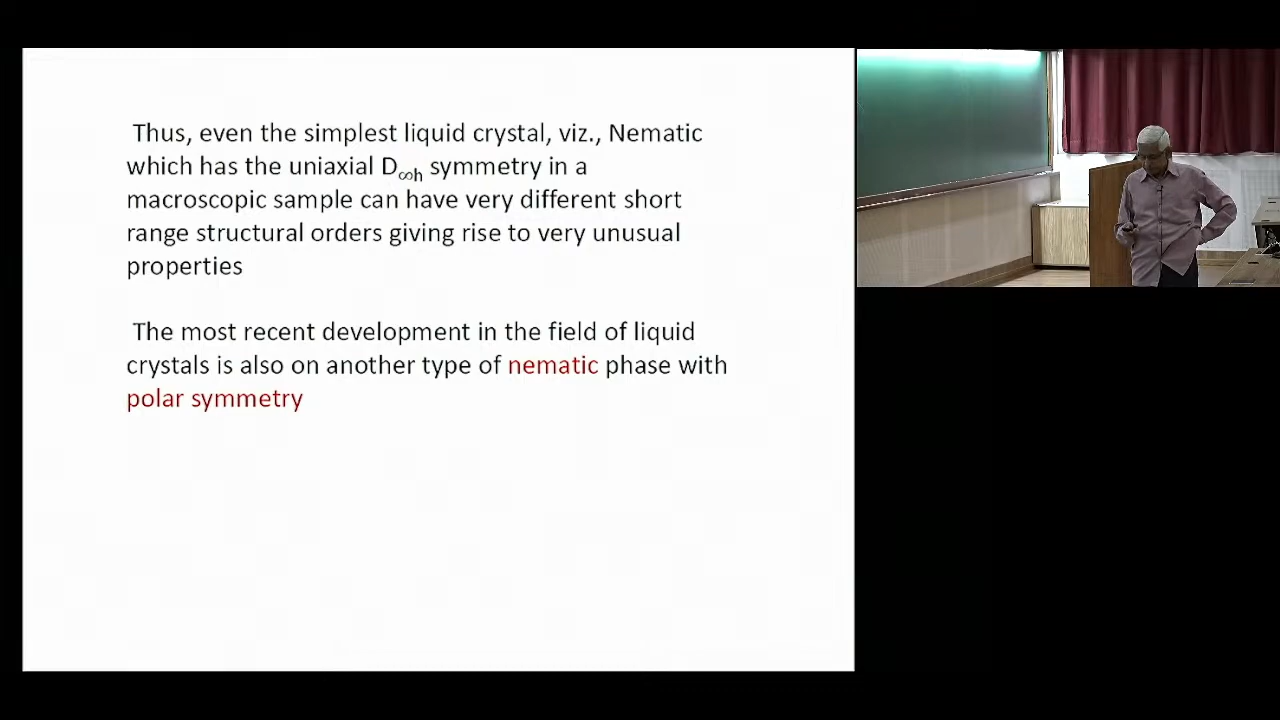 Thus, even the simplest liquid crystal, viz., Nematic
which has the uniaxial D∞h symmetry in a
macroscopic sample can have very different short
range structural orders giving rise to very unusual
properties
The most recent development in the field of liquid
crystals is also on another type of nematic phase with
polar symmetry